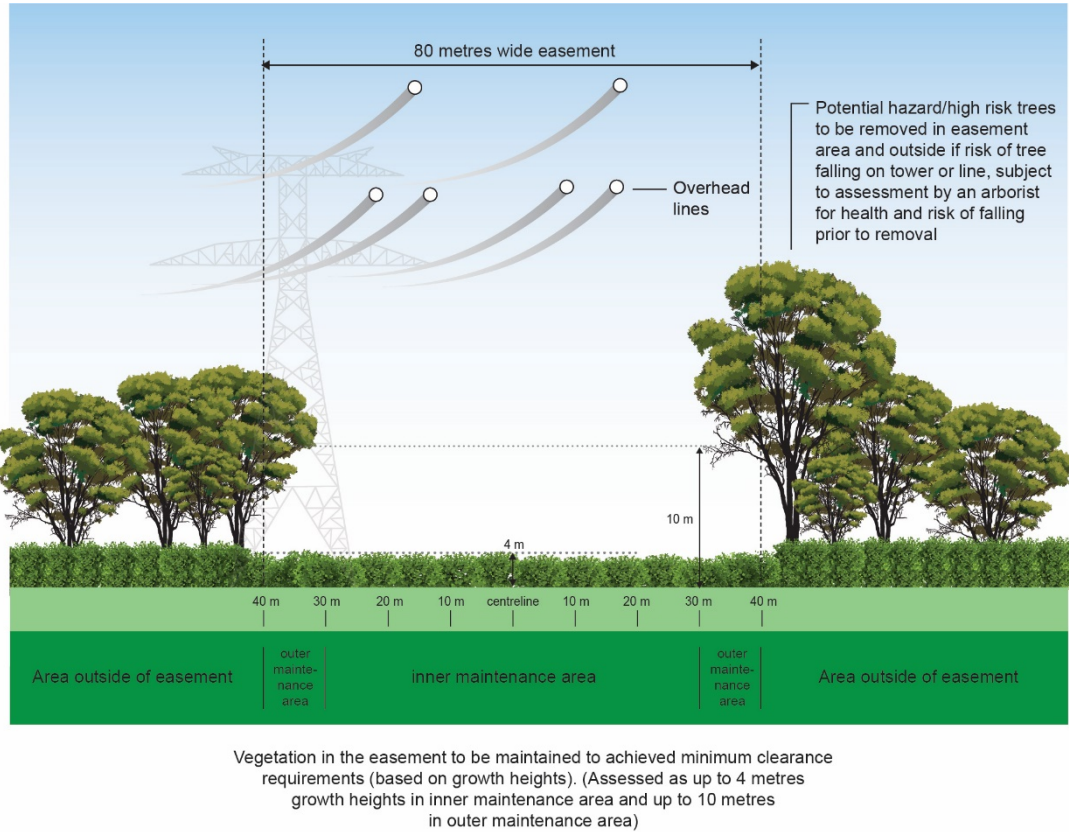 80 metres wide easement
Potential hazard/high risk trees
to be removed in easement
area and outside if risk of tree
falling on tower or line, subject
to assessment by an arborist
for health and risk of falling
prior to removal
Overhead
lines
10 m
4 m
40 m 30 m 20 m 10 m centreline 10 m 20 m 30 m 40 m
Area outside of easement
outer
mainte-
nance
area
inner maintenance area
outer
mainte-
nance
area
Area outside of easement
Vegetation in the easement to be maintained to achieved minimum clearance
requirements (based on growth heights). (Assessed as up to 4 metres
growth heights in inner maintenance area and up to 10 metres
in outer maintenance area)